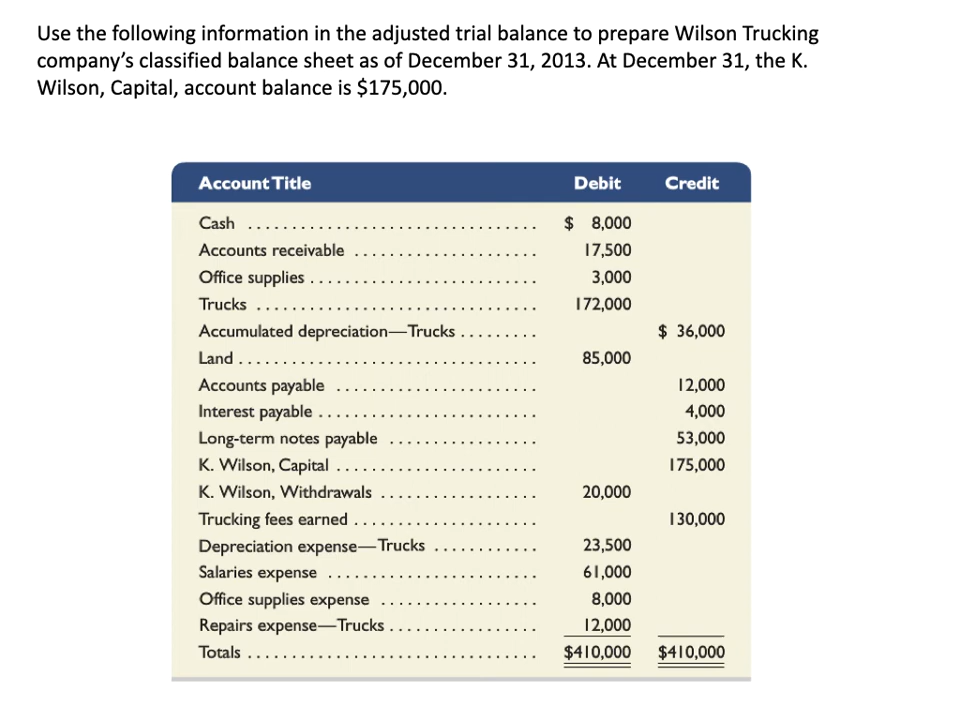 Use the following information in the adjusted trial balance to prepare Wilson Trucking
company’s classified balance sheet as of December 31, 2013. At December 31, the K.
Wilson, Capital, account balance is $175,000.
Account Title Debit Credit
Cash .................................. $ 8,000
Accounts receivable ...................... 17,500
Office supplies ........................... 3,000
Trucks ................................. 172,000
Accumulated depreciation—Trucks ......... $ 36,000
Land ................................... 85,000
Accounts payable ........................ 12,000
Interest payable .......................... 4,000
Long-term notes payable ................. 53,000
K. Wilson, Capital ........................ 175,000
K. Wilson, Withdrawals .................. 20,000
Trucking fees earned ...................... 130,000
Depreciation expense—Trucks ............ 23,500
Salaries expense ......................... 61,000
Office supplies expense .................. 8,000
Repairs expense—Trucks ................. 12,000
Totals .................................. $410,000 $410,000